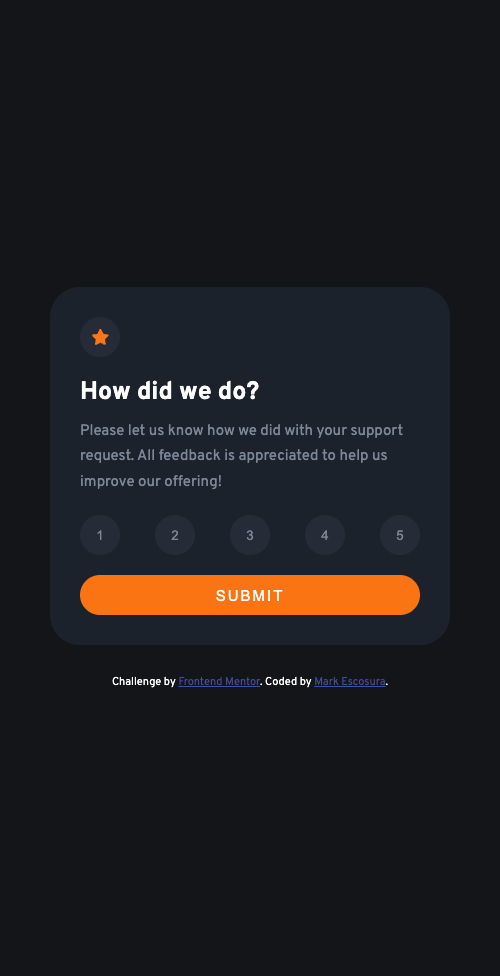 How did we do?
Please let us know how we did with your support
request. All feedback is appreciated to help us
improve our offering!
1 2 3 4 5
SUBMIT
Challenge by Frontend Mentor. Coded by Mark Escosura.